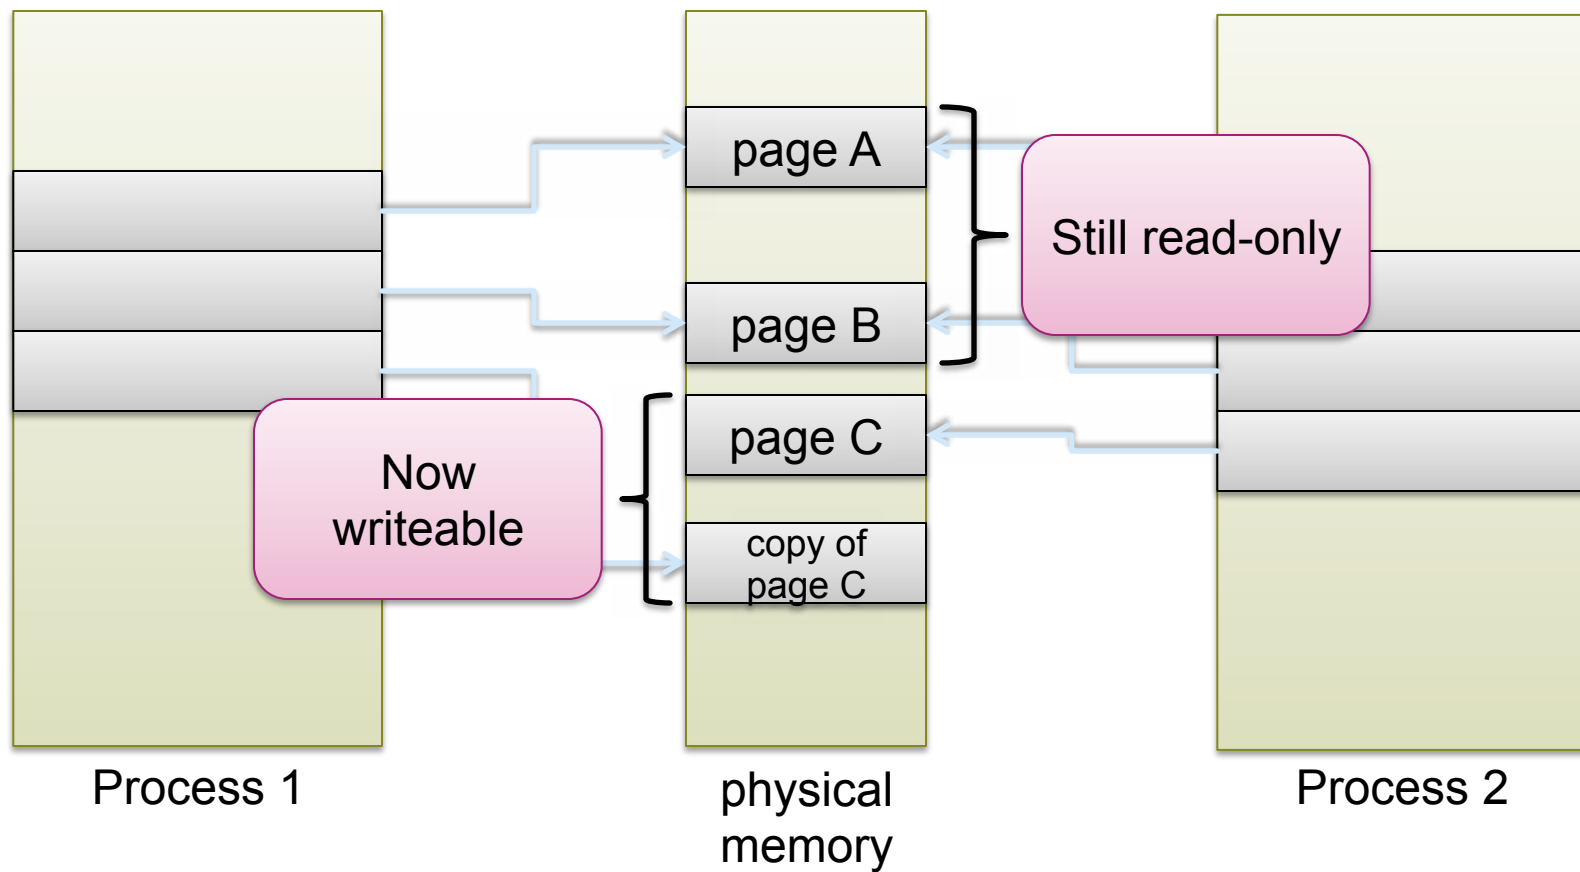 page A
Still read-only
page B
page C
Now
writeable
copy of
page C
Process 1
physical
memory
Process 2